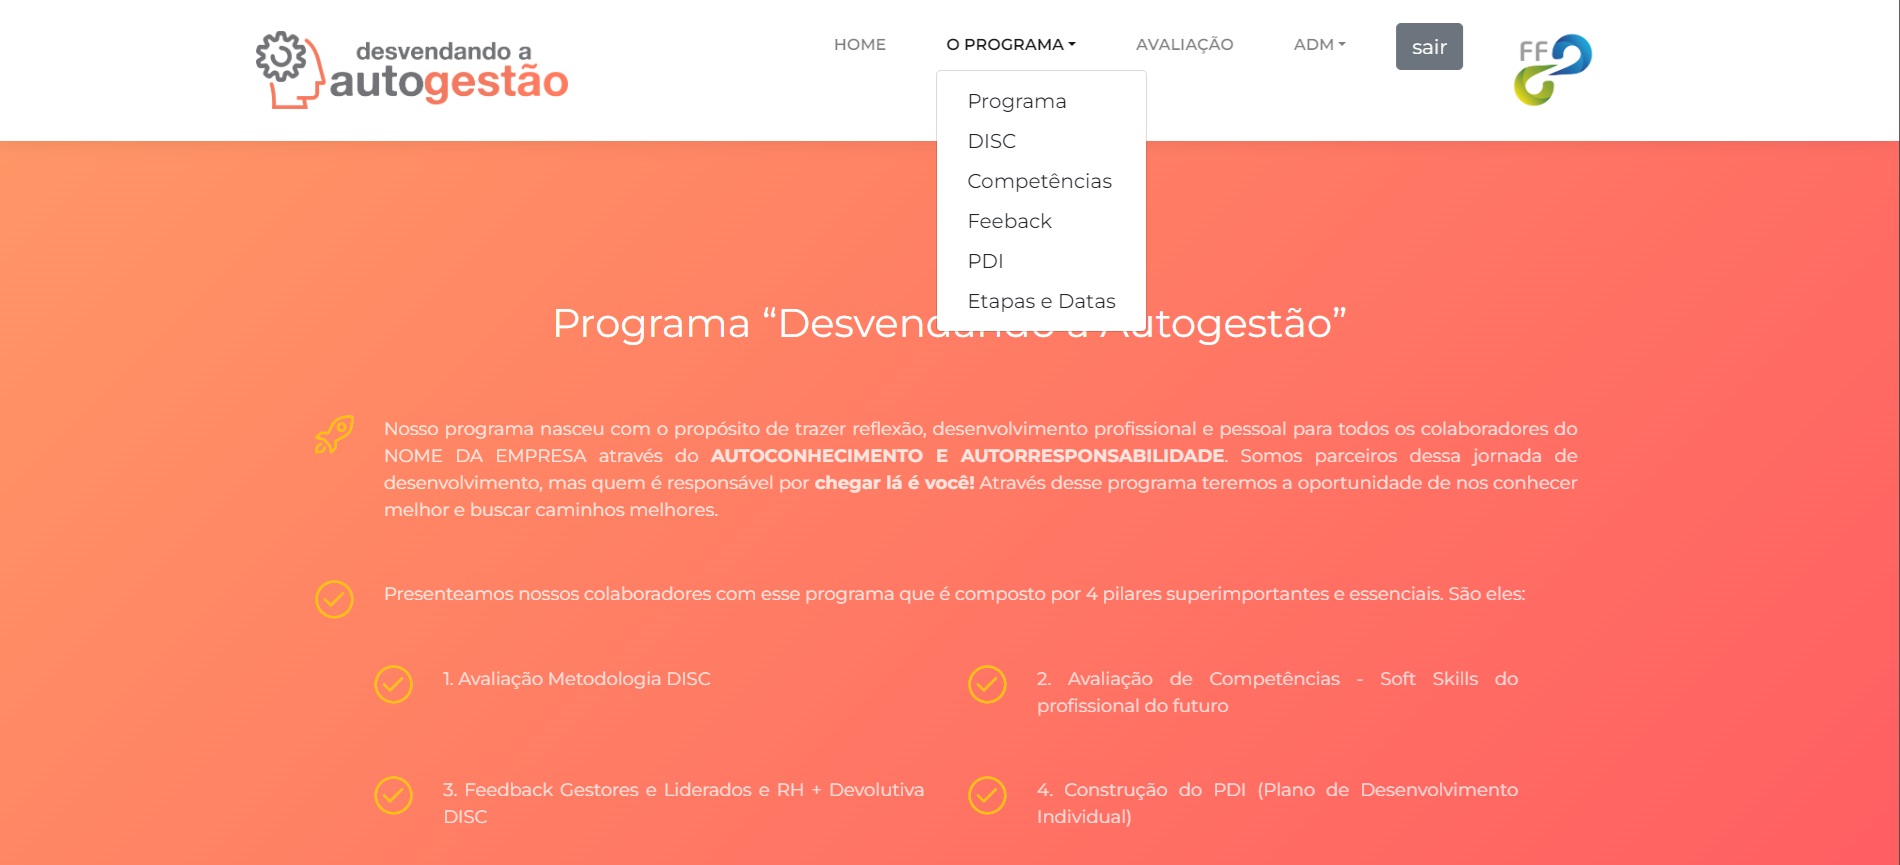 desvendando a
autogestão
HOME
O PROGRAMA
AVALIAÇÃO
ADM
sair
FF
Programa
DISC
Competências
Feeback
PDI
Etapas e Datas
Programa “Desvendando a Autogestão”
Nosso programa nasceu com o propósito de trazer reflexão, desenvolvimento profissional e pessoal para todos os colaboradores do
NOME DA EMPRESA através do AUTOCONHECIMENTO E AUTORRESPONSABILIDADE. Somos parceiros dessa jornada de
desenvolvimento, mas quem é responsável por chegar lá é você! Através desse programa teremos a oportunidade de nos conhecer
melhor e buscar caminhos melhores.
Presenteamos nossos colaboradores com esse programa que é composto por 4 pilares superimportantes e essenciais. São eles:
1. Avaliação Metodologia DISC
2. Avaliação de Competências - Soft Skills do
profissional do futuro
3. Feedback Gestores e Liderados e RH + Devolutiva
DISC
4. Construção do PDI (Plano de Desenvolvimento
Individual)